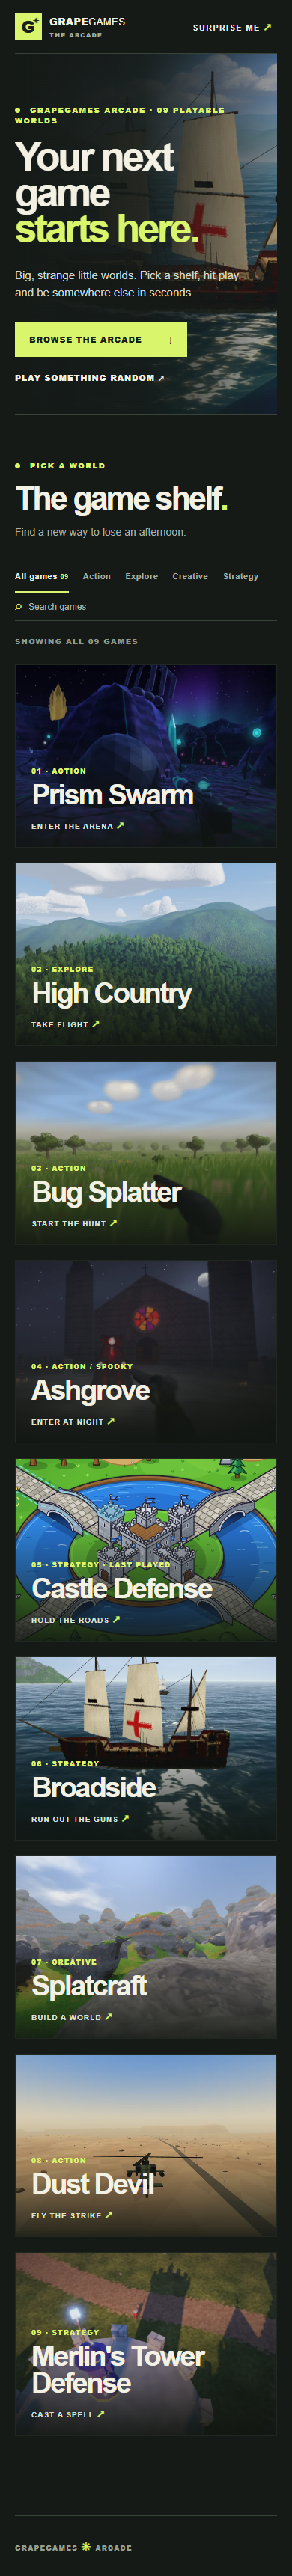 G*
GRAPEGAMES
THE ARCADE
SURPRISE ME ↗
GRAPEGAMES ARCADE · 09 PLAYABLE
WORLDS
Your next
game
starts here.
Big, strange little worlds. Pick a shelf, hit play,
and be somewhere else in seconds.
BROWSE THE ARCADE ↓
PLAY SOMETHING RANDOM ↗
PICK A WORLD
The game shelf.
Find a new way to lose an afternoon.
All games 09 Action Explore Creative Strategy
Search games
SHOWING ALL 09 GAMES
01 · ACTION
Prism Swarm
ENTER THE ARENA ↗
02 · EXPLORE
High Country
TAKE FLIGHT ↗
03 · ACTION
Bug Splatter
START THE HUNT ↗
04 · ACTION / SPOOKY
Ashgrove
ENTER AT NIGHT ↗
05 · STRATEGY · LAST PLAYED
Castle Defense
HOLD THE ROADS ↗
06 · STRATEGY
Broadside
RUN OUT THE GUNS ↗
07 · CREATIVE
Splatcraft
BUILD A WORLD ↗
08 · ACTION
Dust Devil
FLY THE STRIKE ↗
09 · STRATEGY
Merlin's Tower
Defense
CAST A SPELL ↗
GRAPEGAMES ✳ ARCADE